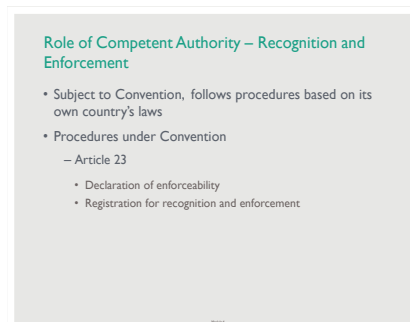 Role of Competent Authority – Recognition and
Enforcement
• Subject to Convention, follows procedures based on its
own country's laws
• Procedures under Convention
– Article 23
• Declaration of enforceability
• Registration for recognition and enforcement